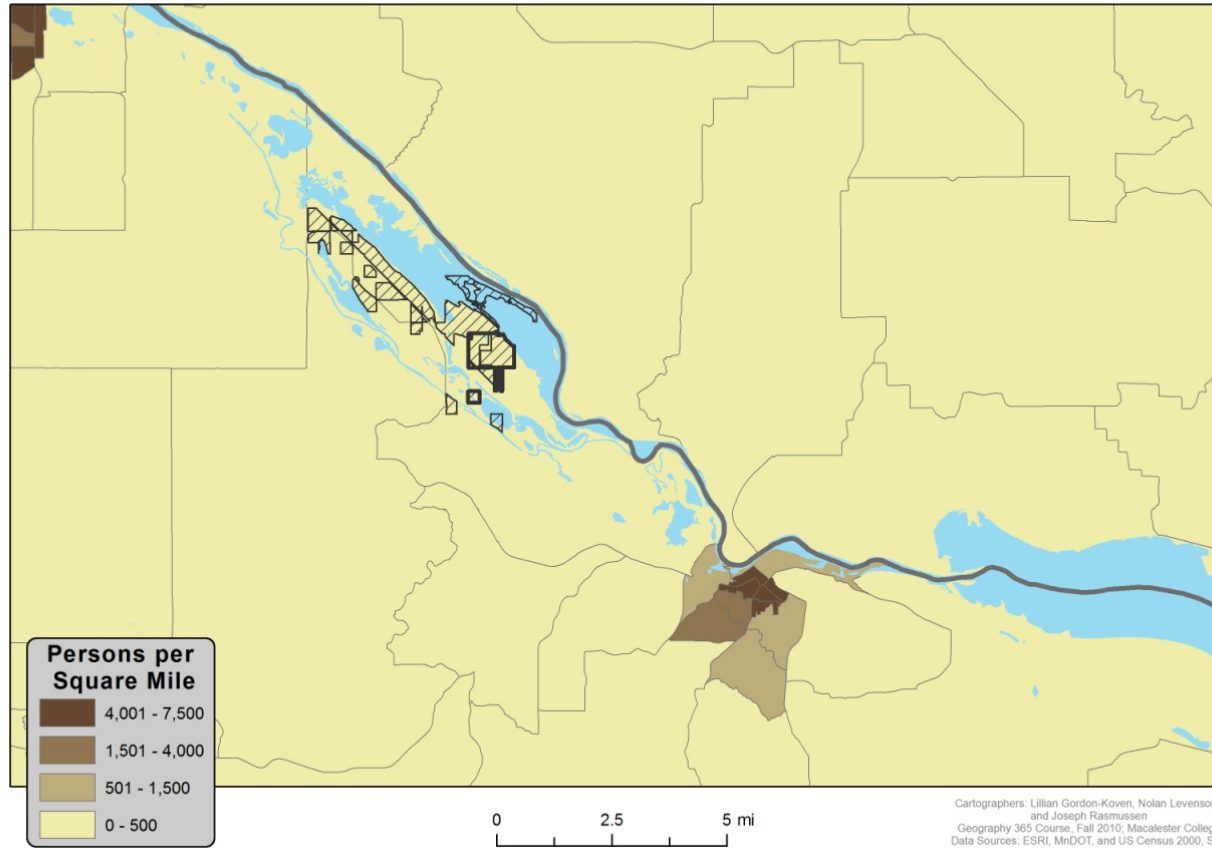 Persons per
Square Mile
4,001 - 7,500
1,501 - 4,000
501 - 1,500
0 - 500
0 2.5 5 mi
Cartographers: Lillian Gordon-Koven, Nolan Levenso
and Joseph Rasmussen
Geography 365 Course, Fall 2010; Macalester Colleg
Data Sources: ESRI, MnDOT, and US Census 2000, S